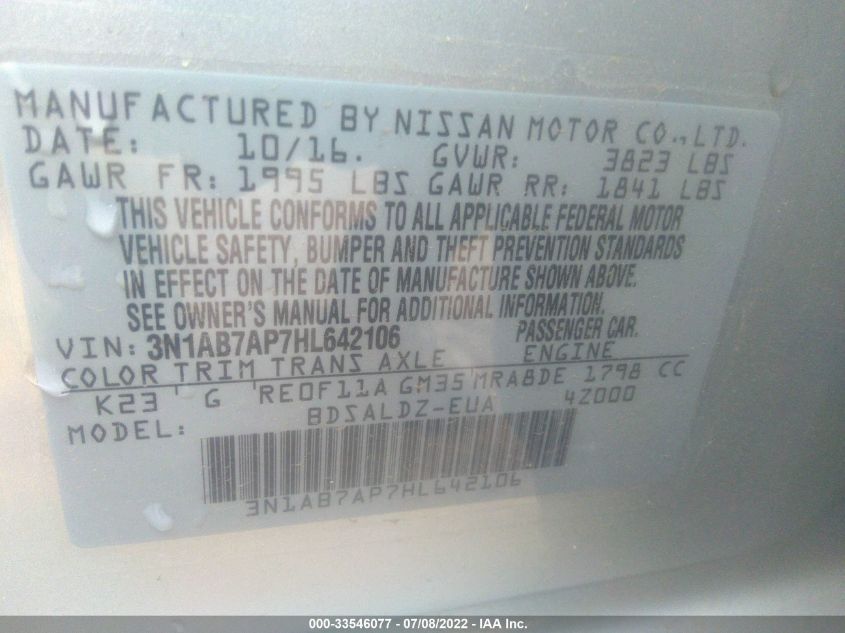 MANUFACTURED BY NISSAN MOTOR CO., LTD.
DATE: 10/16. GVWR: 3823 LBS
GAWR FR: 1995 LBS GAWR RR: 1841 LBS
THIS VEHICLE CONFORMS TO ALL APPLICABLE FEDERAL MOTOR
VEHICLE SAFETY, BUMPER AND THEFT PREVENTION STANDARDS
IN EFFECT ON THE DATE OF MANUFACTURE SHOWN ABOVE.
SEE OWNER'S MANUAL FOR ADDITIONAL INFORMATION.
VIN: 3N1AB7AP7HL642106 PASSENGER CAR.
COLOR TRIM TRANS AXLE ENGINE
K23 G RE0F11A GM35 MRA8DE 1798 CC
MODEL: BDSALDZ-EUA 4Z000
3N1AB7AP7HL642106
000-33546077 - 07/08/2022 - IAA Inc.